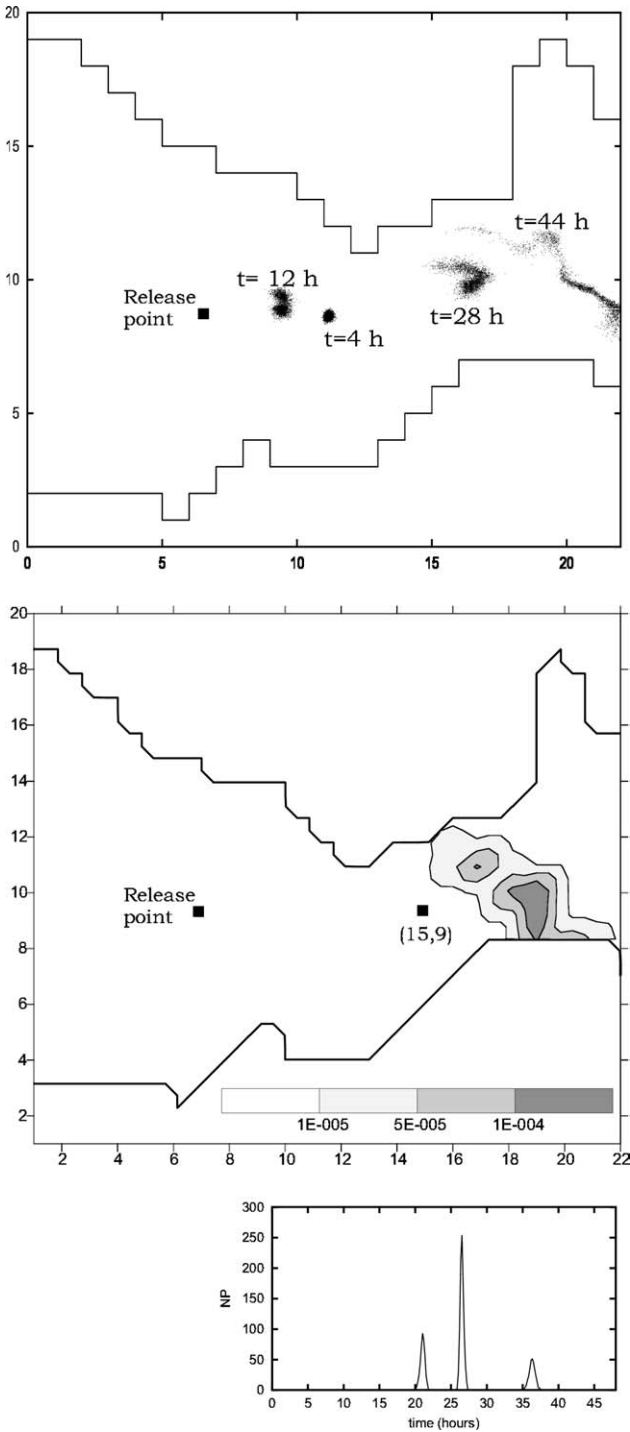 20
15
10
5
0
t=44 h
t= 12 h
Release
point
t=28 h
t=4 h
0 5 10 15 20
20
18
16
14
12
10
8
6
4
2
Release
point
(15,9)
1E-005 5E-005 1E-004
2 4 6 8 10 12 14 16 18 20 22
300
250
200
150
100
50
0
NP
0 5 10 15 20 25 30 35 40 45
time (hours)